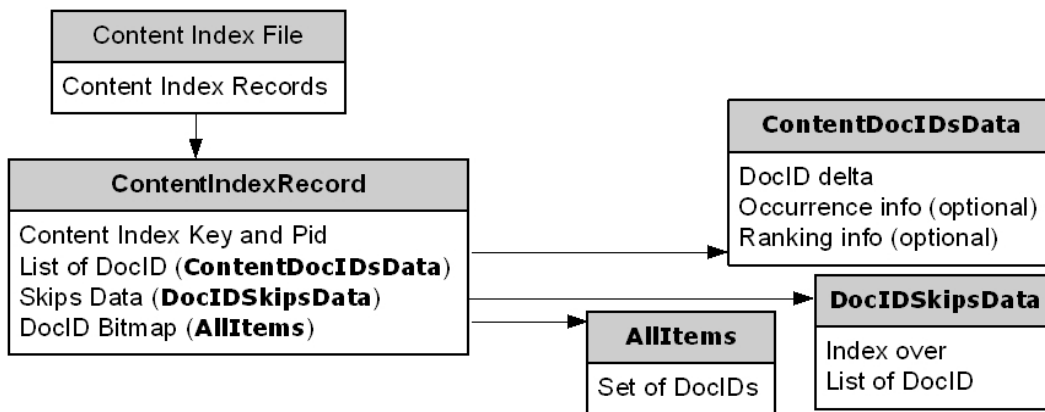 Content Index File
Content Index Records
ContentIndexRecord
Content Index Key and Pid
List of DocID (ContentDocIDsData)
Skips Data (DocIDSkipsData)
DocID Bitmap (AllItems)
ContentDocIDsData
DocID delta
Occurrence info (optional)
Ranking info (optional)
DocIDSkipsData
Index over
List of DocID
AllItems
Set of DocIDs